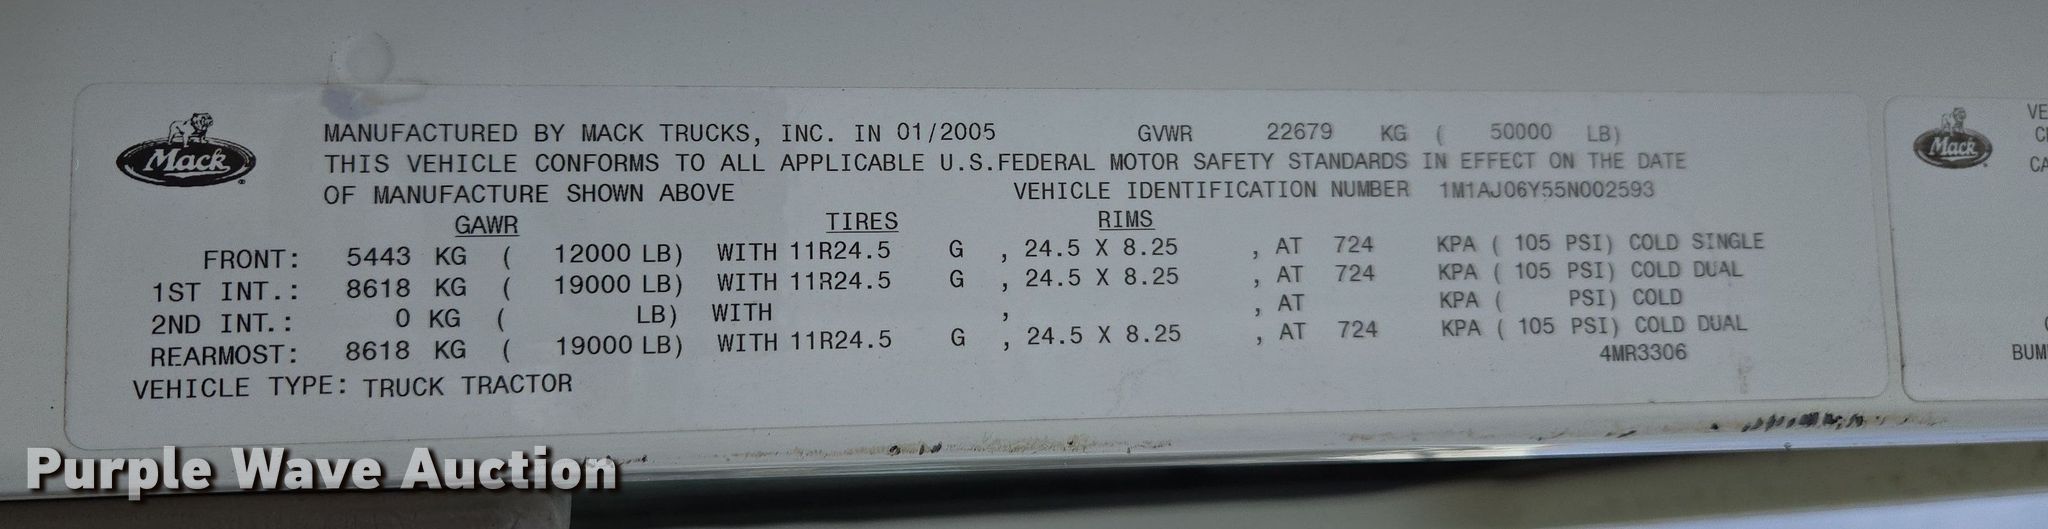 Mack
MANUFACTURED BY MACK TRUCKS, INC. IN 01/2005 GVWR 22679 KG ( 50000 LB)
THIS VEHICLE CONFORMS TO ALL APPLICABLE U.S.FEDERAL MOTOR SAFETY STANDARDS IN EFFECT ON THE DATE
OF MANUFACTURE SHOWN ABOVE VEHICLE IDENTIFICATION NUMBER 1M1AJ06Y55N002593
GAWR TIRES RIMS
FRONT: 5443 KG ( 12000 LB) WITH 11R24.5 G , 24.5 X 8.25 , AT 724 KPA ( 105 PSI) COLD SINGLE
1ST INT.: 8618 KG ( 19000 LB) WITH 11R24.5 G , 24.5 X 8.25 , AT 724 KPA ( 105 PSI) COLD DUAL
2ND INT.: 0 KG ( LB) WITH , , AT KPA ( PSI) COLD
REARMOST: 8618 KG ( 19000 LB) WITH 11R24.5 G , 24.5 X 8.25 , AT 724 KPA ( 105 PSI) COLD DUAL
4MR3306
VEHICLE TYPE: TRUCK TRACTOR
Mack
VE
CA
BUM
Purple Wave Auction